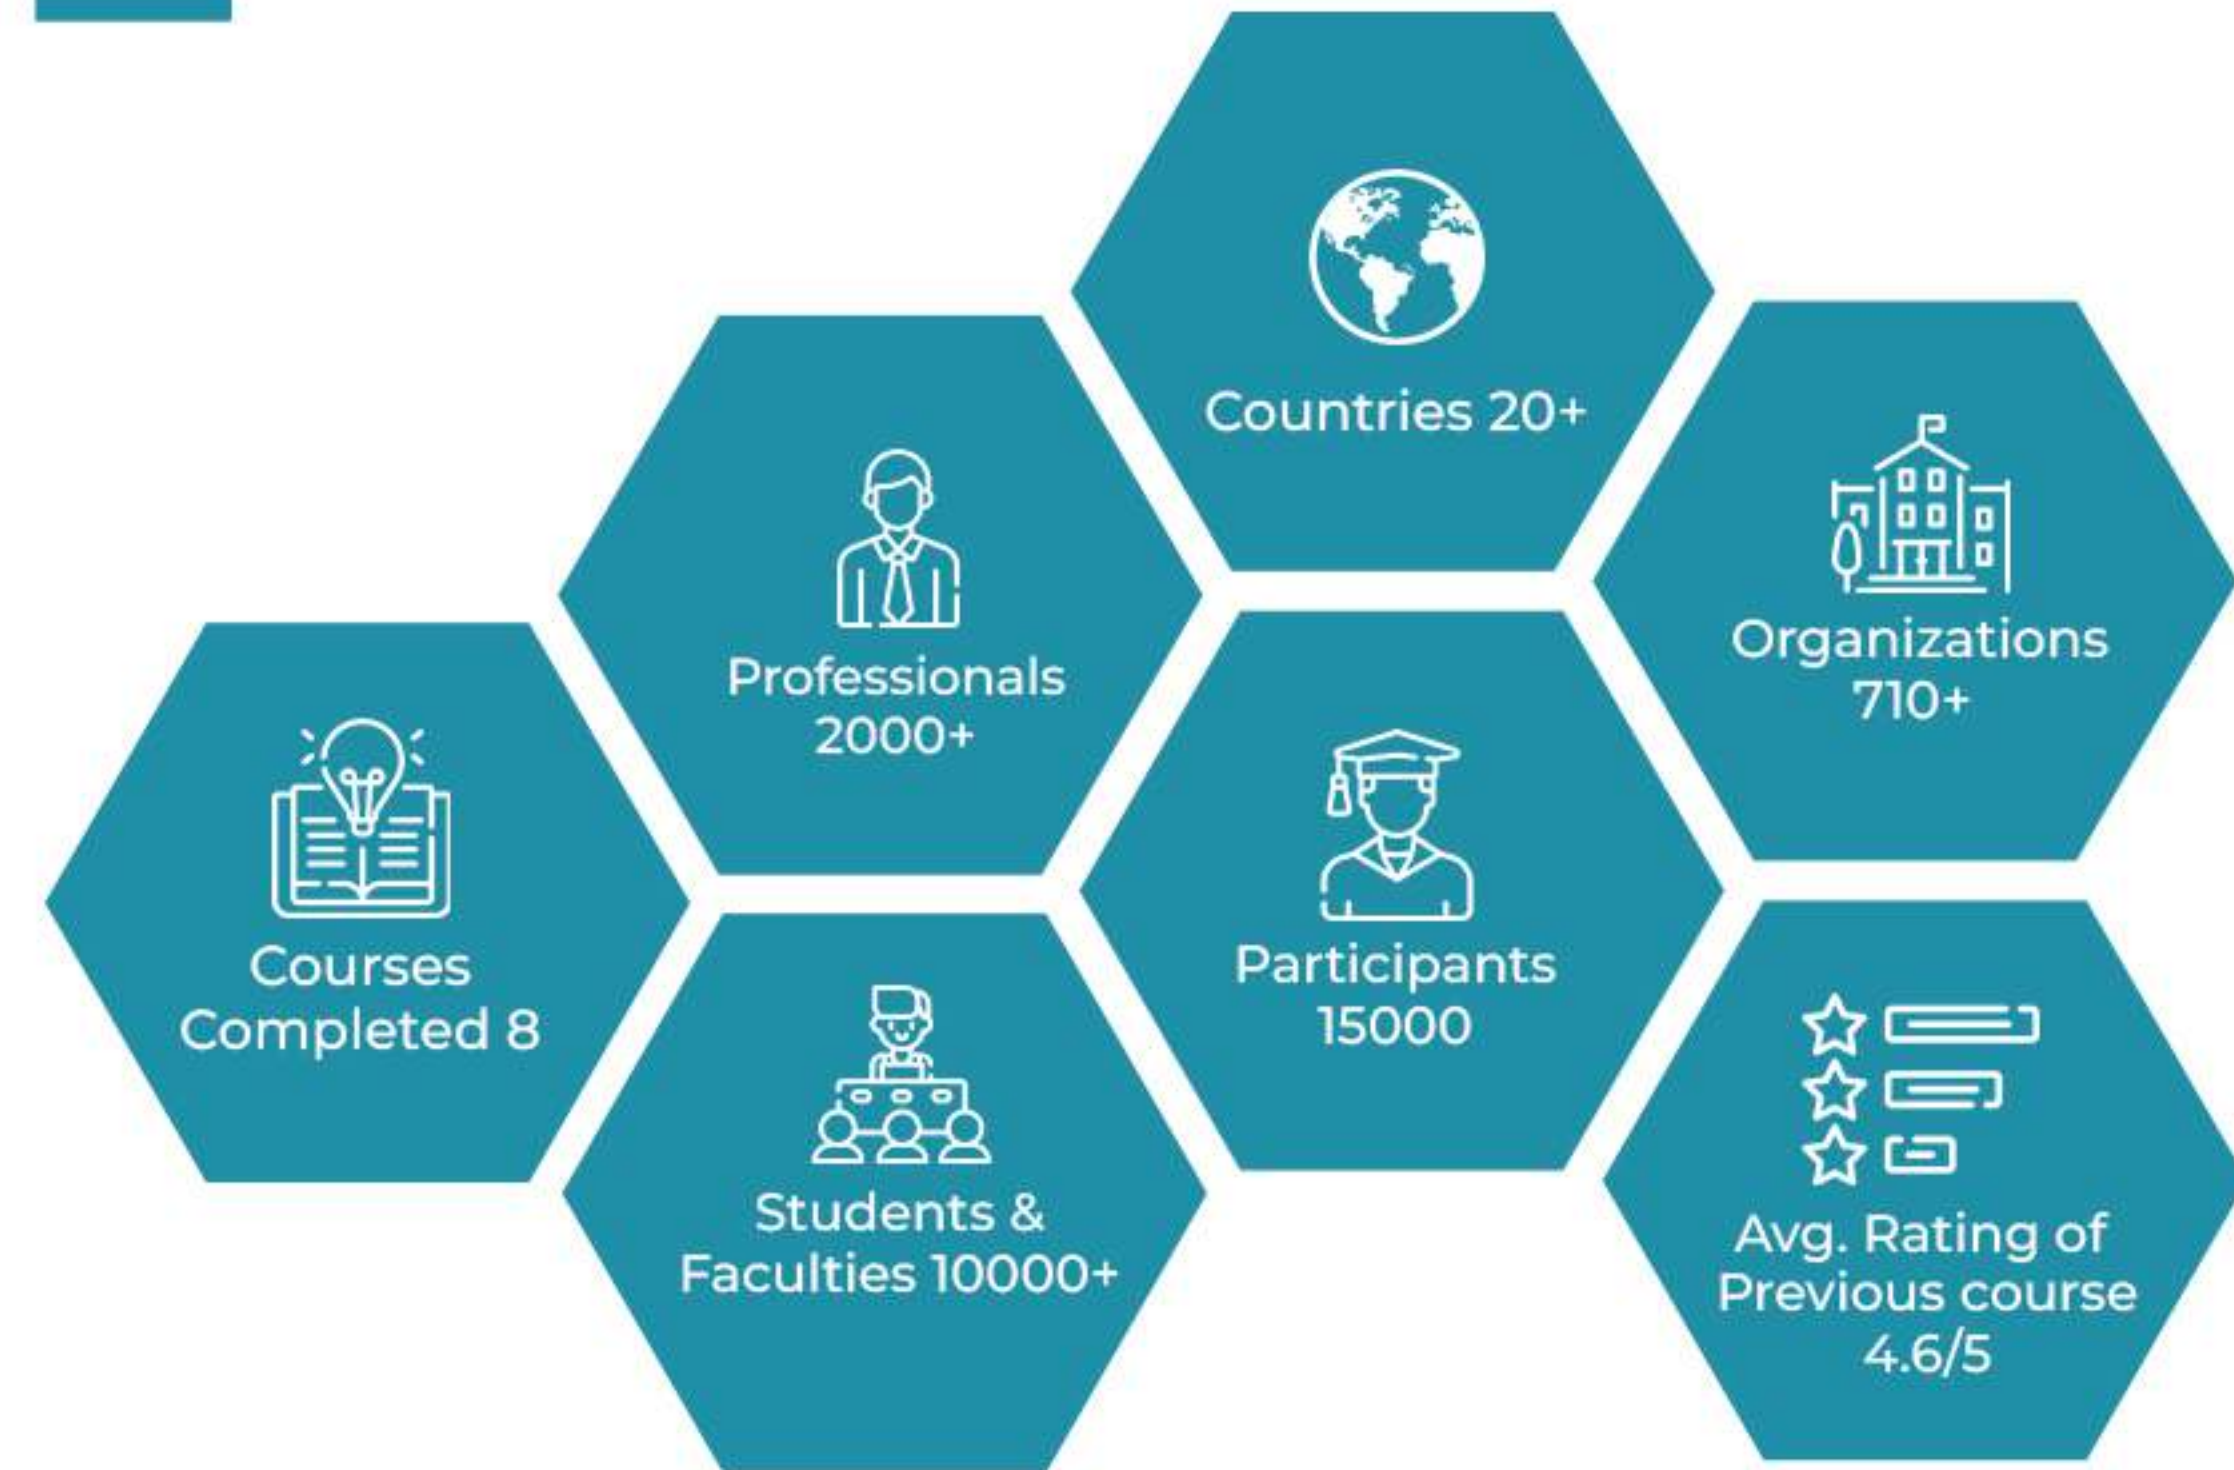 Countries 20+
Organizations
710+
Professionals
2000+
Participants
15000
Courses
Completed 8
Students &
Faculties 10000+
Avg. Rating of
Previous course
4.6/5